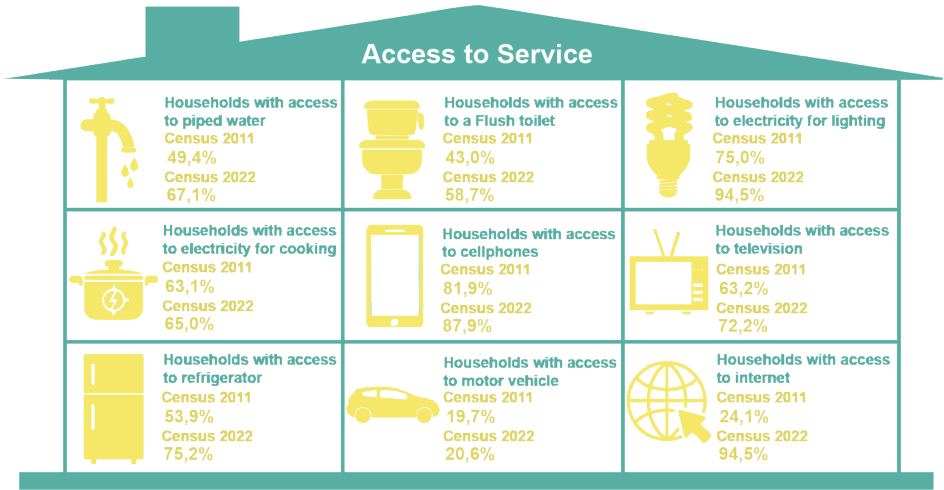 Access to Service
Households with access
to piped water
Census 2011
49,4%
Census 2022
67,1%
Households with access
to a Flush toilet
Census 2011
43,0%
Census 2022
58,7%
Households with access
to electricity for lighting
Census 2011
75,0%
Census 2022
94,5%
Households with access
to electricity for cooking
Census 2011
63,1%
Census 2022
65,0%
Households with access
to cellphones
Census 2011
81,9%
Census 2022
87,9%
Households with access
to television
Census 2011
63,2%
Census 2022
72,2%
Households with access
to refrigerator
Census 2011
53,9%
Census 2022
75,2%
Households with access
to motor vehicle
Census 2011
19,7%
Census 2022
20,6%
Households with access
to internet
Census 2011
24,1%
Census 2022
94,5%